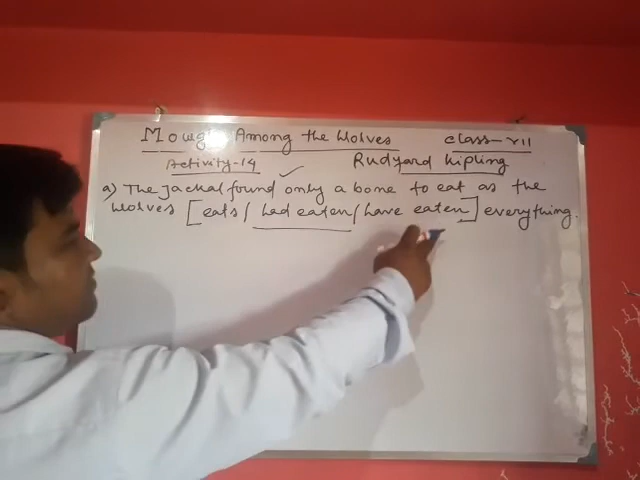 Mowgli Among the Wolves class-VII
Activity-14 Rudyard Kipling
a) The Jackal found only a bone to eat as the
wolves [eats/ had eaten/ have eaten] everything.